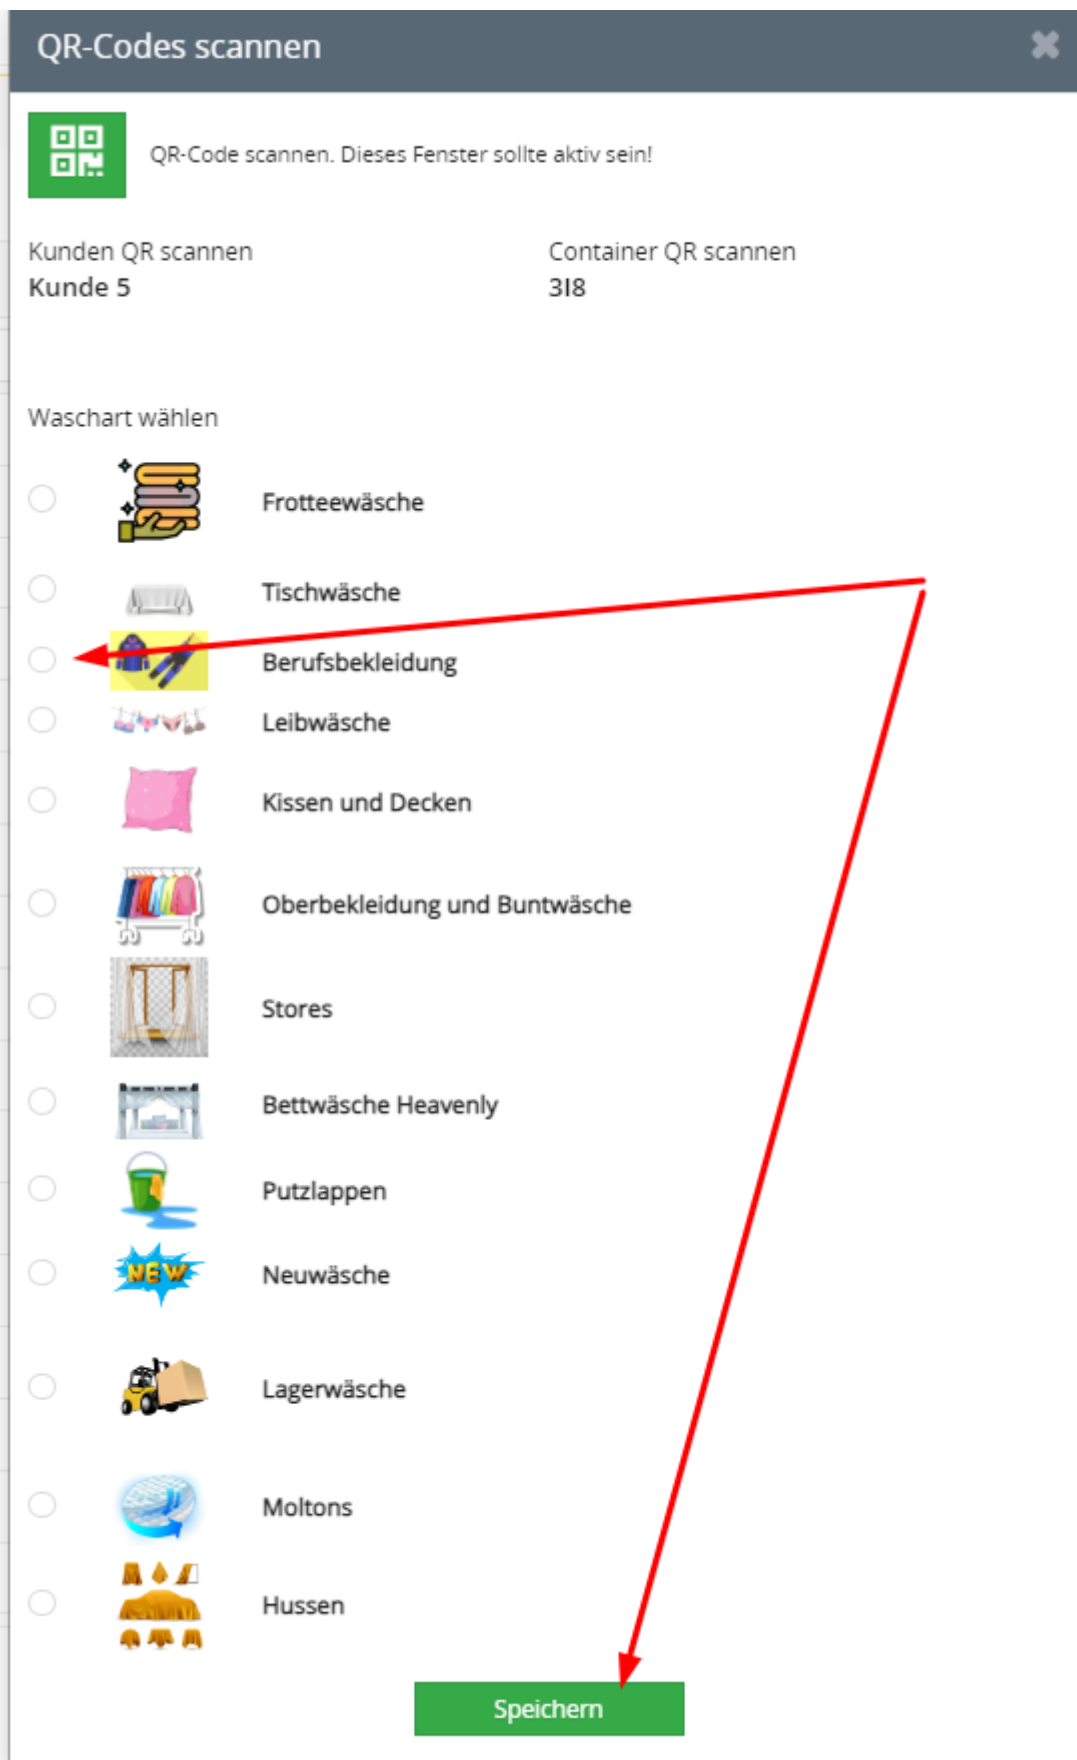 QR-Codes scannen
QR-Code scannen. Dieses Fenster sollte aktiv sein!
Kunden QR scannen
Container QR scannen
Kunde 5
3I8
Waschart wählen
Frotteewäsche
Tischwäsche
Berufsbekleidung
Leibwäsche
Kissen und Decken
Oberbekleidung und Buntwäsche
Stores
Bettwäsche Heavenly
Putzlappen
NEW
Neuwäsche
Lagerwäsche
Moltons
Hussen
Speichern